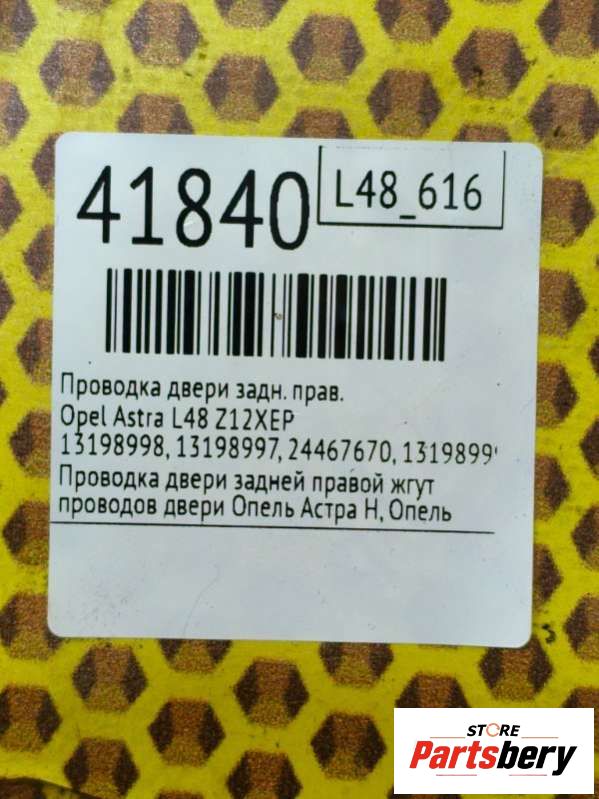 41840
L48_616
Проводка двери задн. прав.
Opel Astra L48 Z12XEP
13198998, 13198997, 24467670, 1319899
Проводка двери задней правой жгут
проводов двери Опель Астра Н, Опель
STORE
Partsbery